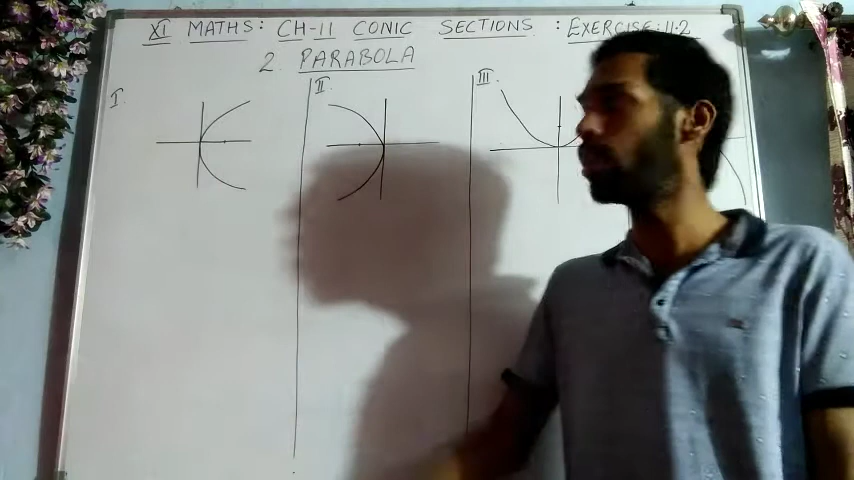 XI MATHS: CH-11 CONIC SECTIONS : EXERCISE: 11.2
2. PARABOLA
I.
II.
III.